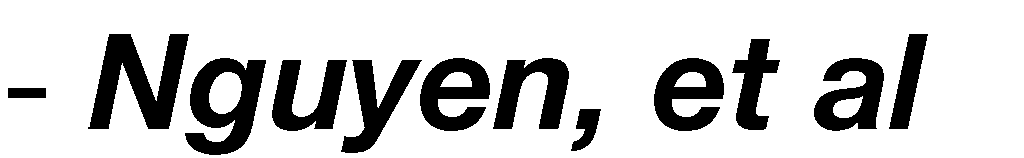 - Nguyen, et al